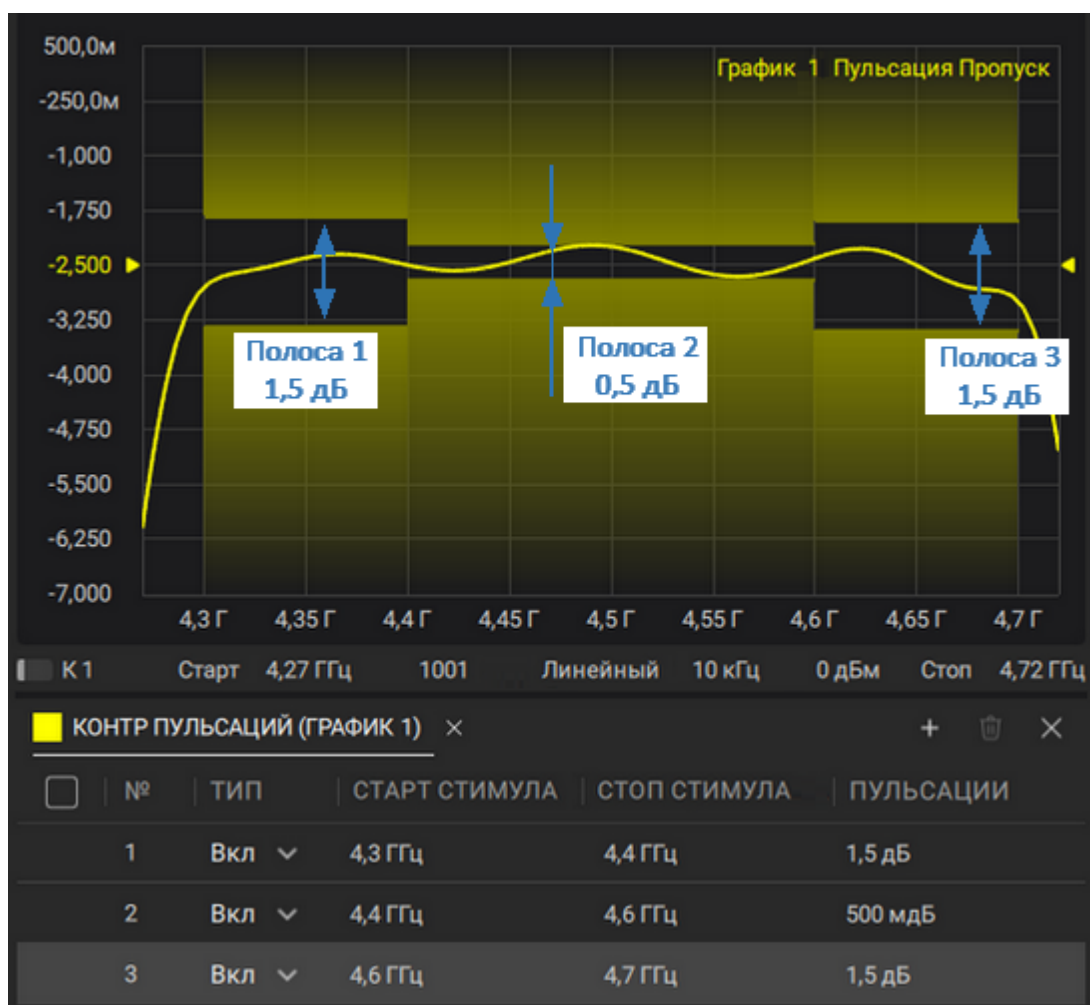 500,0м
График 1 Пульсация Пропуск
-250,0м
-1,000
-1,750
-2,500
-3,250
-4,000
-4,750
-5,500
-6,250
-7,000
Полоса 1
1,5 дБ
Полоса 2
0,5 дБ
Полоса 3
1,5 дБ
4,3 Г 4,35 Г 4,4 Г 4,45 Г 4,5 Г 4,55 Г 4,6 Г 4,65 Г 4,7 Г
К 1 Старт 4,27 ГГц 1001 Линейный 10 кГц 0 дБм Стоп 4,72 ГГц
КОНТР ПУЛЬСАЦИЙ (ГРАФИК 1)
№ ТИП СТАРТ СТИМУЛА СТОП СТИМУЛА ПУЛЬСАЦИИ
1 Вкл 4,3 ГГц 4,4 ГГц 1,5 дБ
2 Вкл 4,4 ГГц 4,6 ГГц 500 мдБ
3 Вкл 4,6 ГГц 4,7 ГГц 1,5 дБ